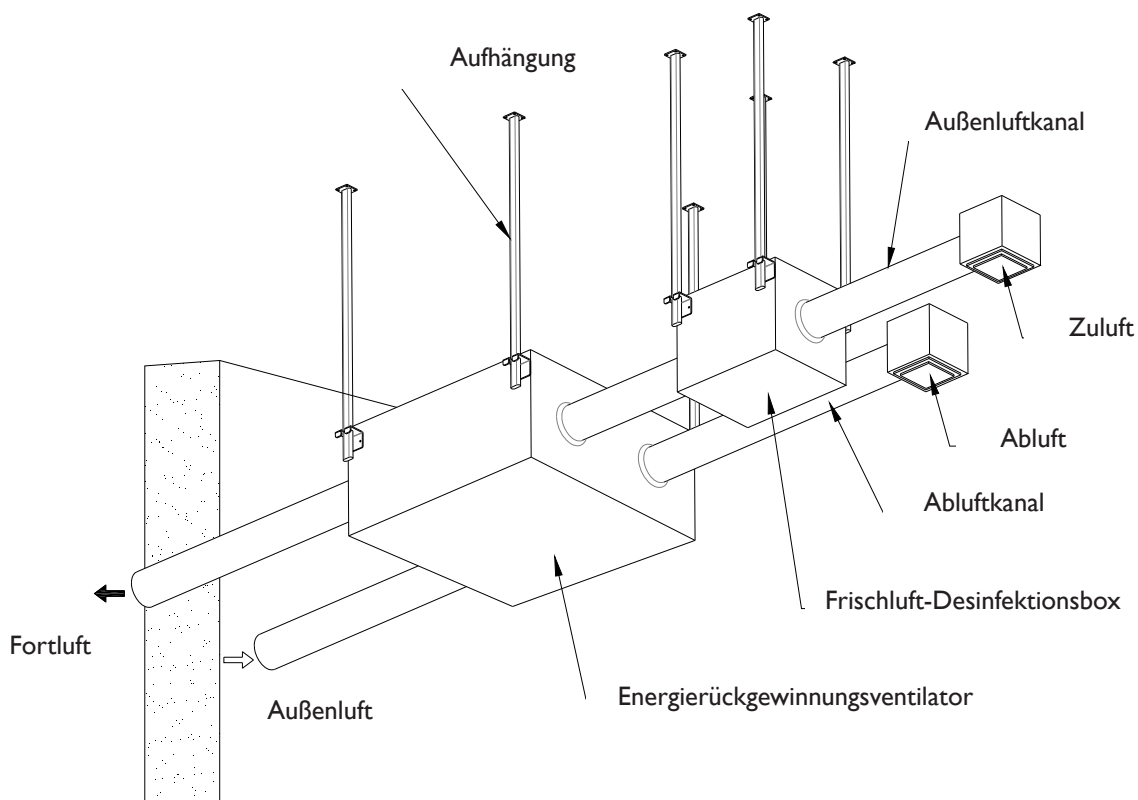 Aufhängung
Außenluftkanal
Zuluft
Abluft
Abluftkanal
Frischluft-Desinfektionsbox
Fortluft
Energierückgewinnungsventilator
Außenluft